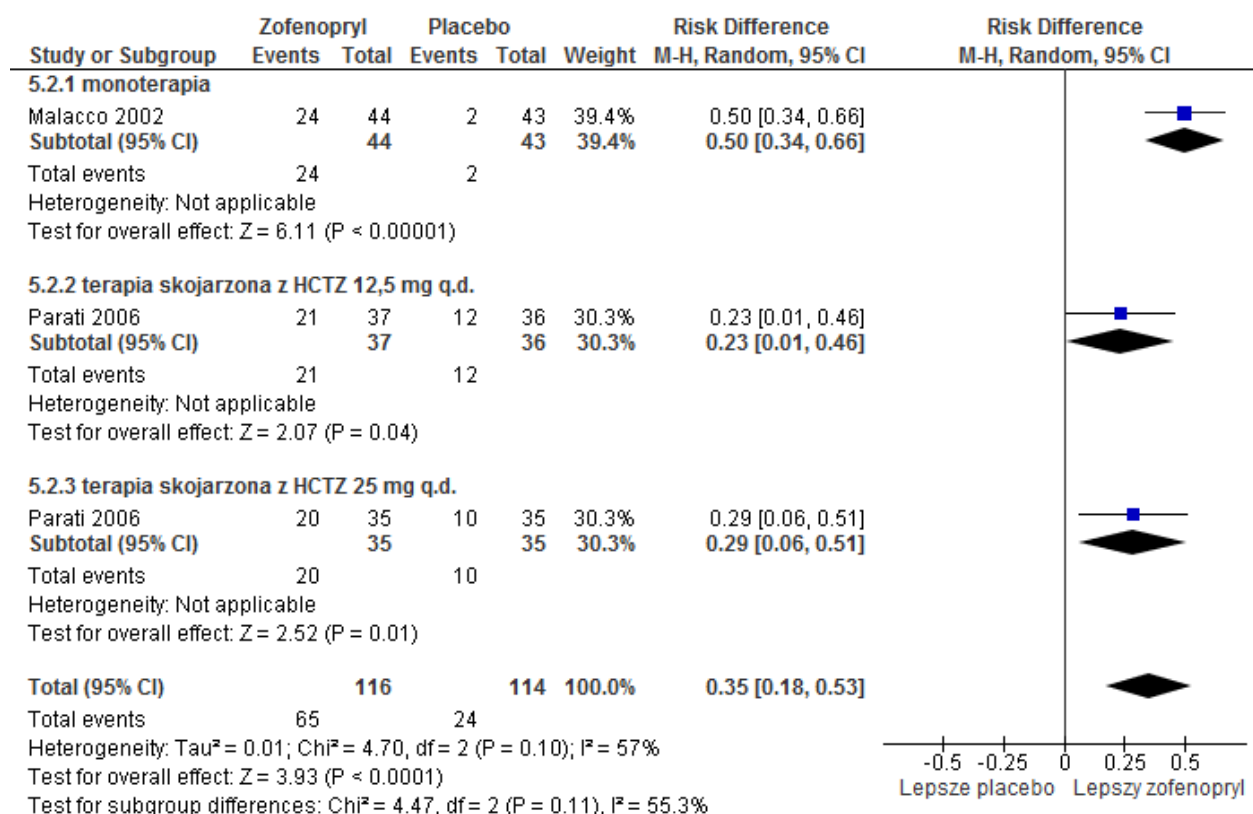 Zofenopryl Placebo Risk Difference Risk Difference
Study or Subgroup Events Total Events Total Weight M-H, Random, 95% CI M-H, Random, 95% CI
5.2.1 monoterapia
Malacco 2002 24 44 2 43 39.4% 0.50 [0.34, 0.66]
Subtotal (95% CI) 44 43 39.4% 0.50 [0.34, 0.66]
Total events 24 2
Heterogeneity: Not applicable
Test for overall effect: Z = 6.11 (P < 0.00001)
5.2.2 terapia skojarzona z HCTZ 12,5 mg q.d.
Parati 2006 21 37 12 36 30.3% 0.23 [0.01, 0.46]
Subtotal (95% CI) 37 36 30.3% 0.23 [0.01, 0.46]
Total events 21 12
Heterogeneity: Not applicable
Test for overall effect: Z = 2.07 (P = 0.04)
5.2.3 terapia skojarzona z HCTZ 25 mg q.d.
Parati 2006 20 35 10 35 30.3% 0.29 [0.06, 0.51]
Subtotal (95% CI) 35 35 30.3% 0.29 [0.06, 0.51]
Total events 20 10
Heterogeneity: Not applicable
Test for overall effect: Z = 2.52 (P = 0.01)
Total (95% CI) 116 114 100.0% 0.35 [0.18, 0.53]
Total events 65 24
Heterogeneity: Tau² = 0.01; Chi² = 4.70, df = 2 (P = 0.10); I² = 57%
Test for overall effect: Z = 3.93 (P < 0.0001)
Test for subgroup differences: Chi² = 4.47, df = 2 (P = 0.11), I² = 55.3%
-0.5 -0.25 0 0.25 0.5
Lepsze placebo Lepszy zofenopryl